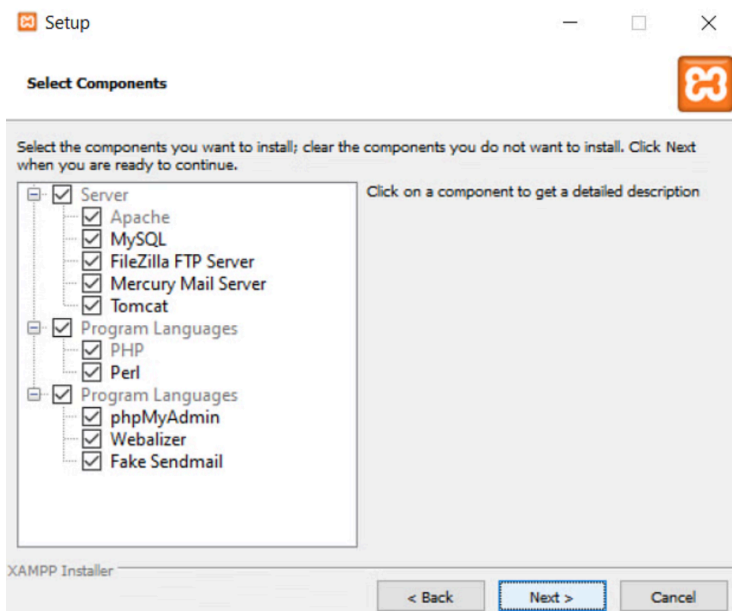 Setup
Select Components
Select the components you want to install; clear the components you do not want to install. Click Next
when you are ready to continue.
Server
Apache
MySQL
FileZilla FTP Server
Mercury Mail Server
Tomcat
Program Languages
PHP
Perl
Program Languages
phpMyAdmin
Webalizer
Fake Sendmail
Click on a component to get a detailed description
XAMPP Installer
< Back
Next >
Cancel